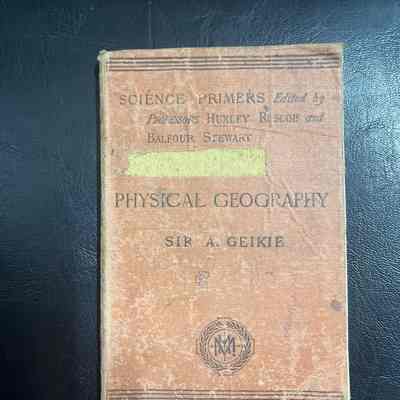 SCIENCE PRIMERS Edited by
PROFESSORS HUXLEY ROSCOE and
BALFOUR STEWART
PHYSICAL GEOGRAPHY
SIR A. GEIKIE